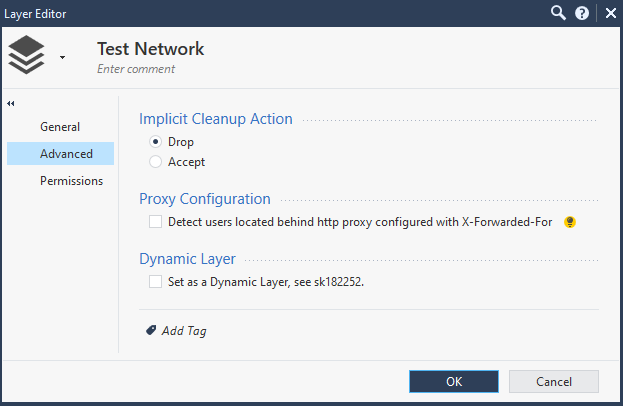 Layer Editor
Test Network
Enter comment
General
Advanced
Permissions
Implicit Cleanup Action
Drop
Accept
Proxy Configuration
Detect users located behind http proxy configured with X-Forwarded-For
Dynamic Layer
Set as a Dynamic Layer, see sk182252.
Add Tag
OK
Cancel